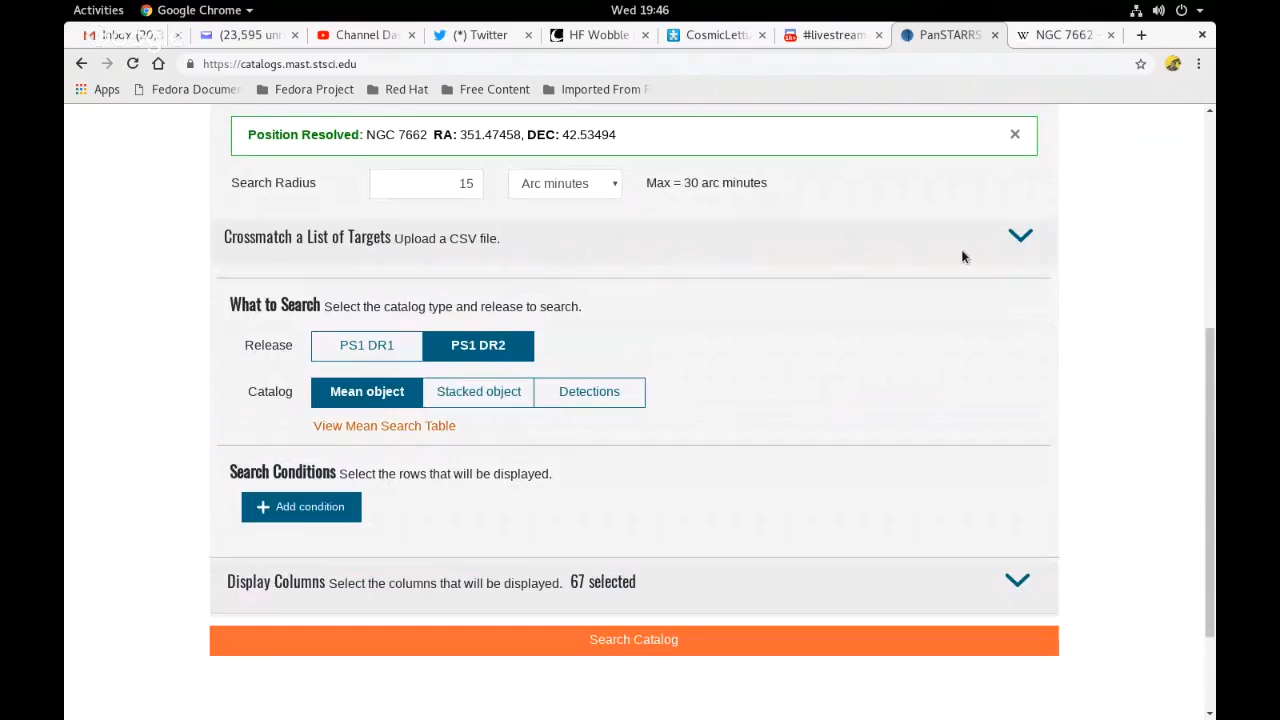 Activities Google Chrome Wed 19:46
Inbox (20,3 (23,595 unr Channel Das (*) Twitter HF Wobble CosmicLettu #livestream PanSTARRS NGC 7662 -
https://catalogs.mast.stsci.edu
Apps Fedora Documen Fedora Project Red Hat Free Content Imported From F
Position Resolved: NGC 7662 RA: 351.47458, DEC: 42.53494
Search Radius 15 Arc minutes Max = 30 arc minutes
Crossmatch a List of Targets Upload a CSV file.
What to Search Select the catalog type and release to search.
Release PS1 DR1 PS1 DR2
Catalog Mean object Stacked object Detections
View Mean Search Table
Search Conditions Select the rows that will be displayed.
Add condition
Display Columns Select the columns that will be displayed. 67 selected
Search Catalog